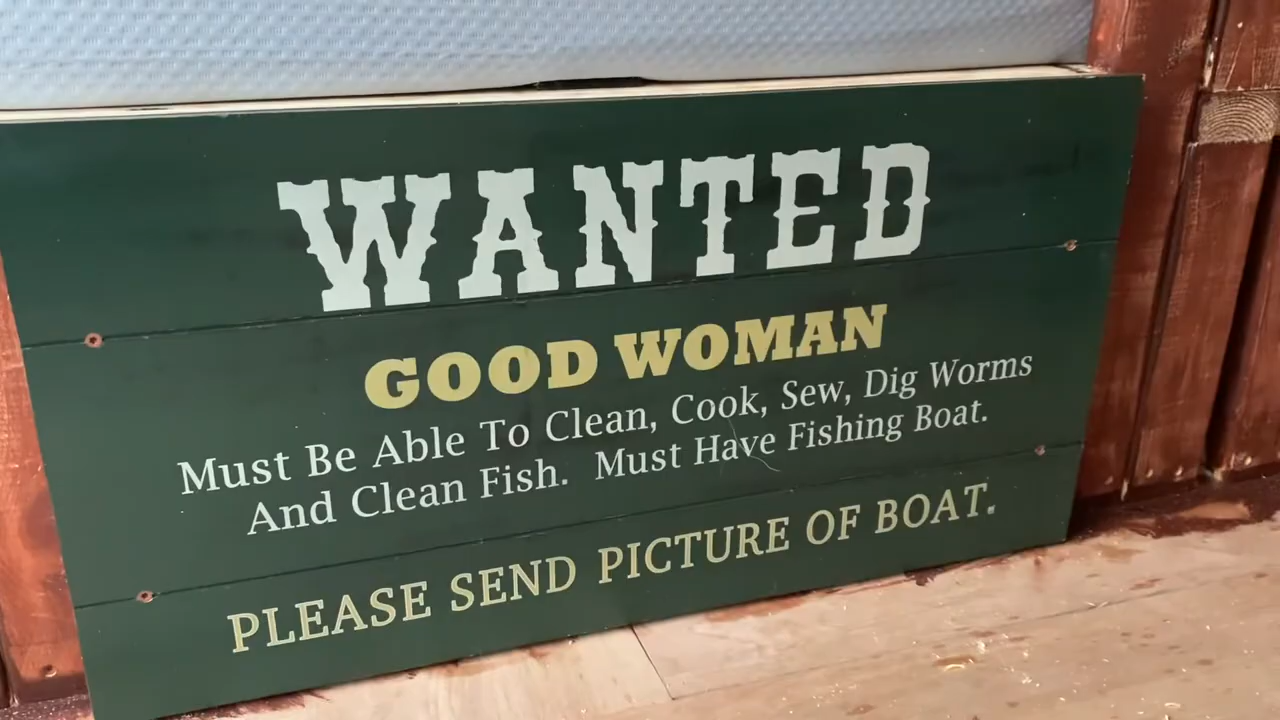 WANTED
GOOD WOMAN
Must Be Able To Clean, Cook, Sew, Dig Worms
And Clean Fish. Must Have Fishing Boat.
PLEASE SEND PICTURE OF BOAT.